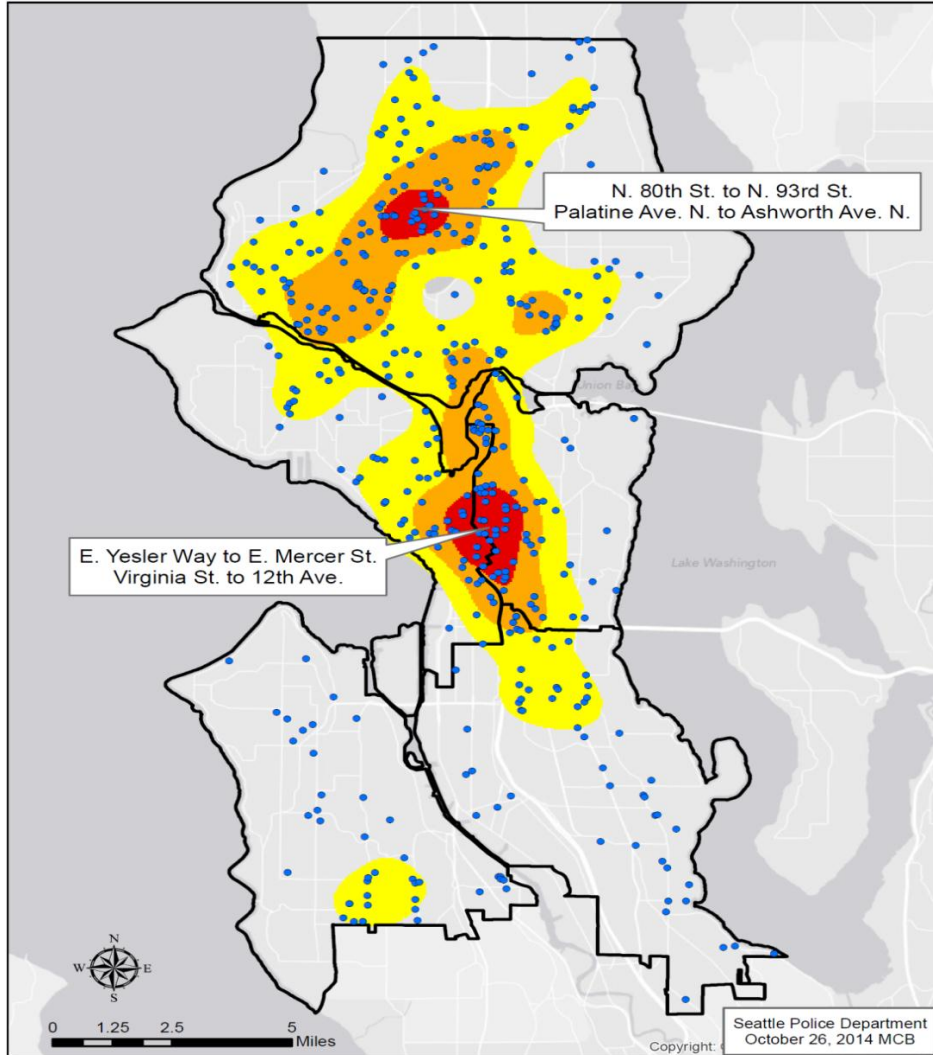 N. 80th St. to N. 93rd St.
Palatine Ave. N. to Ashworth Ave. N.
Union Bay
E. Yesler Way to E. Mercer St.
Virginia St. to 12th Ave.
Lake Washington
N
W E
S
0 1.25 2.5 5
Miles
Seattle Police Department
October 26, 2014 MCB
Copyright: